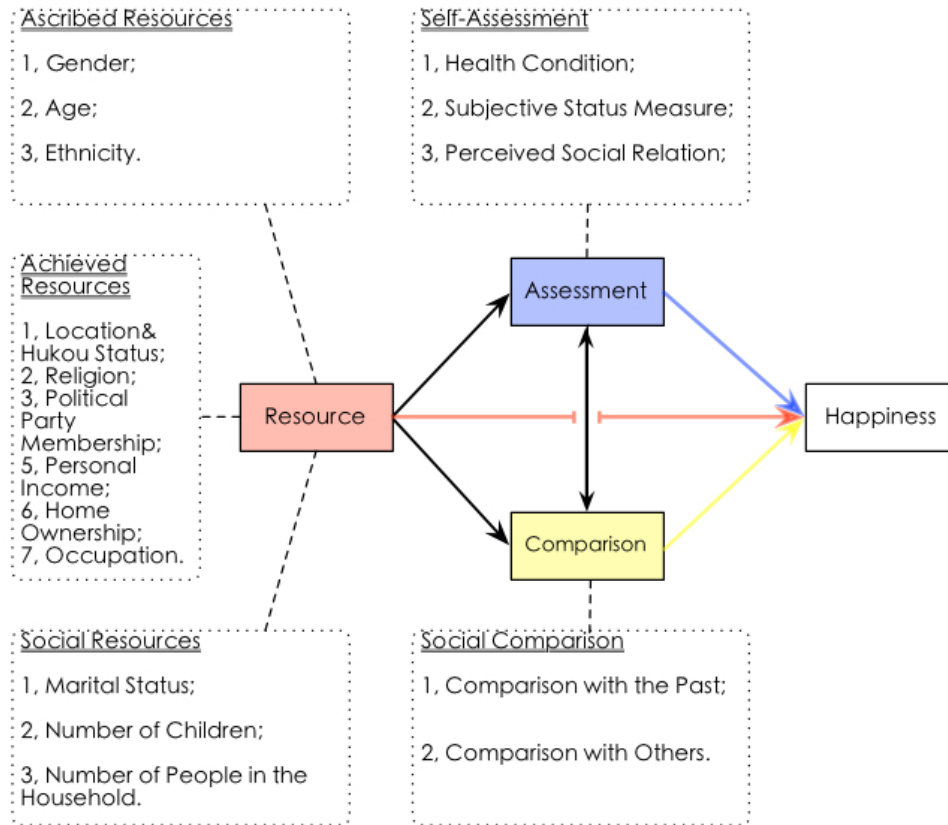 Ascribed Resources
1, Gender;
2, Age;
3, Ethnicity.
Self-Assessment
1, Health Condition;
2, Subjective Status Measure;
3, Perceived Social Relation;
Achieved
Resources
1, Location&
Hukou Status;
2, Religion;
3, Political
Party
Membership;
5, Personal
Income;
6, Home
Ownership;
7, Occupation.
Assessment
Resource
Happiness
Comparison
Social Resources
1, Marital Status;
2, Number of Children;
3, Number of People in the
Household.
Social Comparison
1, Comparison with the Past;
2, Comparison with Others.